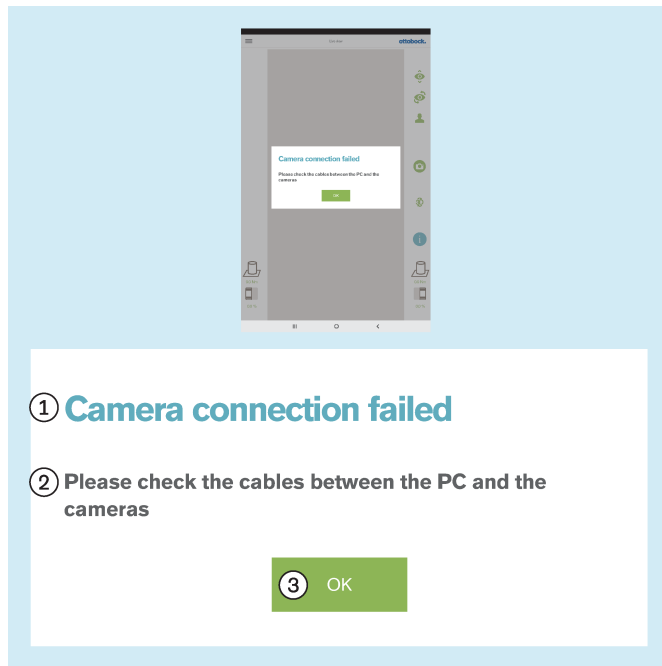 ottobock.
Camera connection failed
Please check the cables between the PC and the
cameras
OK
1 Camera connection failed
2 Please check the cables between the PC and the
cameras
3 OK